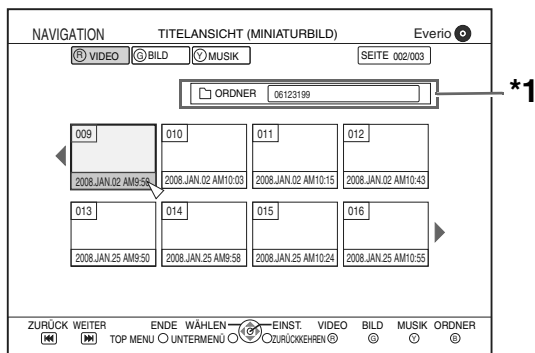 NAVIGATION TITELANSICHT (MINIATURBILD) Everio
R VIDEO G BILD Y MUSIK SEITE 002/003
ORDNER 06123199 *1
009 010 011 012
2008.JAN.02 AM9:59 2008.JAN.02 AM10:03 2008.JAN.02 AM10:15 2008.JAN.02 AM10:43
013 014 015 016
2008.JAN.25 AM9:50 2008.JAN.25 AM9:58 2008.JAN.25 AM10:24 2008.JAN.25 AM10:55
ZURÜCK WEITER ENDE WÄHLEN EINST. VIDEO BILD MUSIK ORDNER
TOP MENU UNTERMENÜ ZURÜCKKEHREN R G Y B